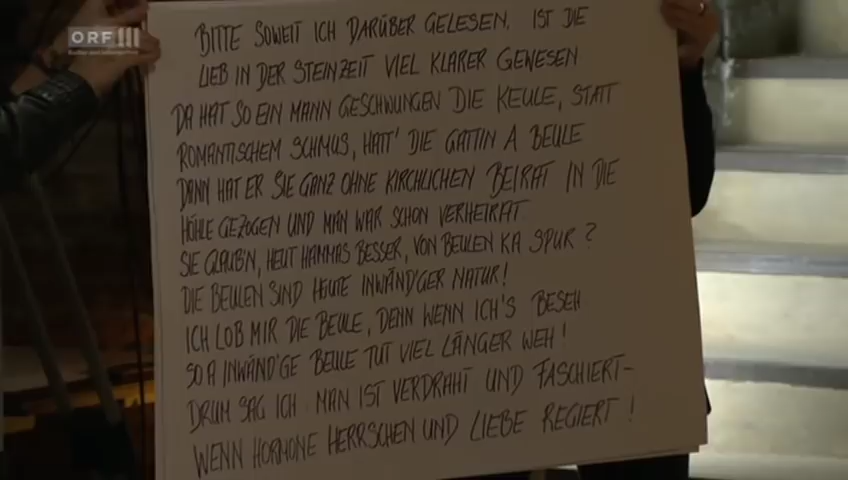 ORF III
BITTE SOWEIT ICH DARÜBER GELESEN. IST DIE
LIEB IN DER STEINZEIT VIEL KLARER GEWESEN
DA HAT SO EIN MANN GESCHWUNGEN DIE KEULE, STATT
ROMANTISCHEM SCHMUS, HATT' DIE GATTIN A BEULE
DANN HAT ER SIE GANZ OHNE KIRCHLICHEN BEIRAT IN DIE
HÖHLE GEZOGEN UND MAN WAR SCHON VERHEIRAT
SIE GLAUB'N, HEUT HAMMAS BESSER, VON BEULEN KA SPUR?
DIE BEULEN SIND HEUTE INWÄND'GER NATUR!
ICH LOB MIR DIE BEULE, DENN WENN ICH'S BESEH
SO A INWÄND'GE BEULE TUT VIEL LÄNGER WEH!
DRUM SAG ICH MAN IST VERDRAHT UND FASCHIERT-
WENN HORMONE HERRSCHEN UND LIEBE REGIERT!